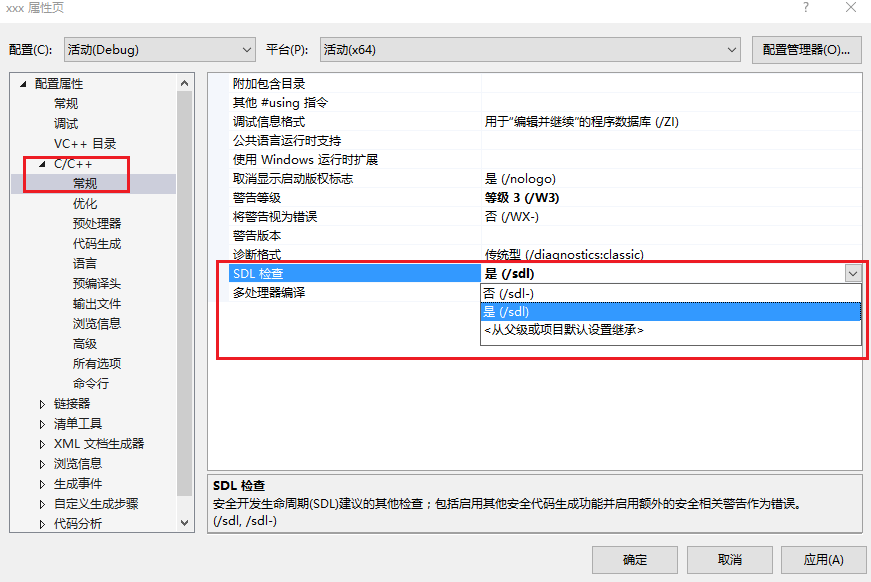 xxx 属性页
配置(C):
活动(Debug)
平台(P):
活动(x64)
配置管理器(O)...
配置属性
常规
调试
VC++ 目录
C/C++
常规
优化
预处理器
代码生成
语言
预编译头
输出文件
浏览信息
高级
所有选项
命令行
链接器
清单工具
XML 文档生成器
浏览信息
生成事件
自定义生成步骤
代码分析
附加包含目录
其他 #using 指令
调试信息格式 用于“编辑并继续”的程序数据库 (/ZI)
公共语言运行时支持
使用 Windows 运行时扩展
取消显示启动版权标志 是 (/nologo)
警告等级 等级 3 (/W3)
将警告视为错误 否 (/WX-)
警告版本
诊断格式 传统型 (/diagnostics:classic)
SDL 检查 是 (/sdl)
多处理器编译
否 (/sdl-)
是 (/sdl)
<从父级或项目默认设置继承>
SDL 检查
安全开发生命周期(SDL)建议的其他检查；包括启用其他安全代码生成功能并启用额外的安全相关警告作为错误。
(/sdl, /sdl-)
确定
取消
应用(A)